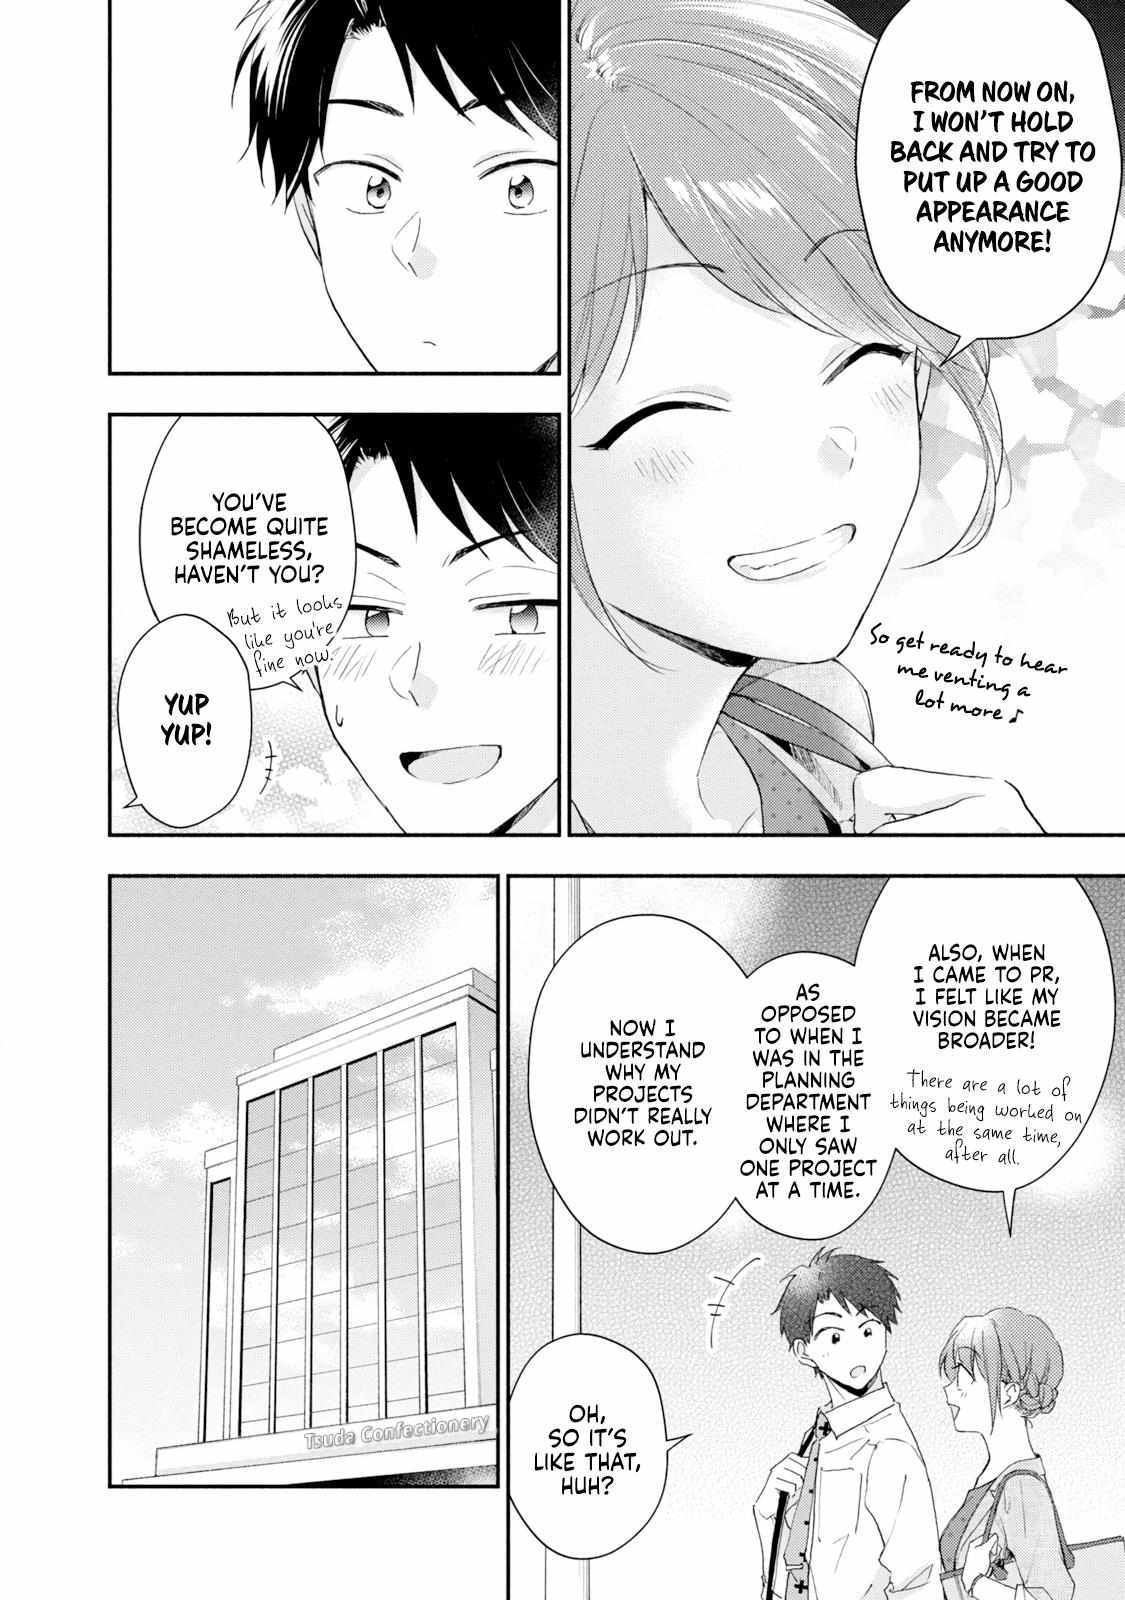 FROM NOW ON,
I WON'T HOLD
BACK AND TRY TO
PUT UP A GOOD
APPEARANCE
ANYMORE!
So get ready to hear
me venting a
lot more ♪
YOU'VE
BECOME QUITE
SHAMELESS,
HAVEN'T YOU?
But it looks
like you're
fine now.
YUP
YUP!
ALSO, WHEN
I CAME TO PR,
I FELT LIKE MY
VISION BECAME
BROADER!
There are a lot of
things being worked on
at the same time,
after all.
AS
OPPOSED
TO WHEN I
WAS IN THE
PLANNING
DEPARTMENT
WHERE I
ONLY SAW
ONE PROJECT
AT A TIME.
NOW I
UNDERSTAND
WHY MY
PROJECTS
DIDN'T REALLY
WORK OUT.
OH,
SO IT'S
LIKE THAT,
HUH?
Tsuda Confectionery